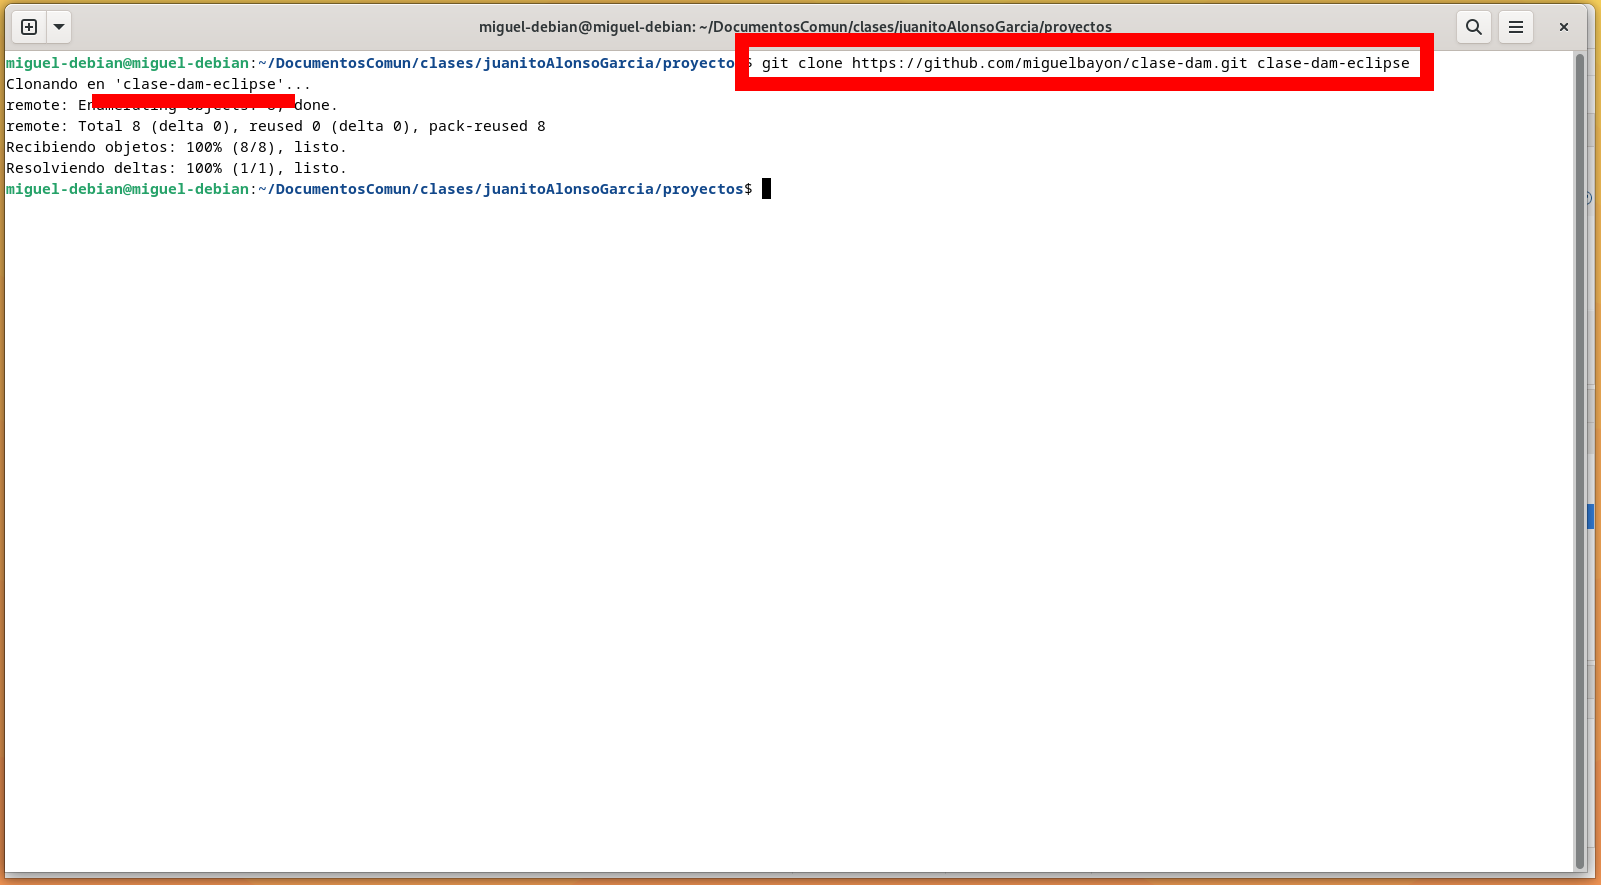 miguel-debian@miguel-debian: ~/DocumentosComun/clases/juanitoAlonsoGarcia/proyectos
miguel-debian@miguel-debian:~/DocumentosComun/clases/juanitoAlonsoGarcia/proyecto $ git clone https://github.com/miguelbayon/clase-dam.git clase-dam-eclipse
Clonando en 'clase-dam-eclipse'...
remote: Enumerating objects: 8, done.
remote: Total 8 (delta 0), reused 0 (delta 0), pack-reused 8
Recibiendo objetos: 100% (8/8), listo.
Resolviendo deltas: 100% (1/1), listo.
miguel-debian@miguel-debian:~/DocumentosComun/clases/juanitoAlonsoGarcia/proyectos$